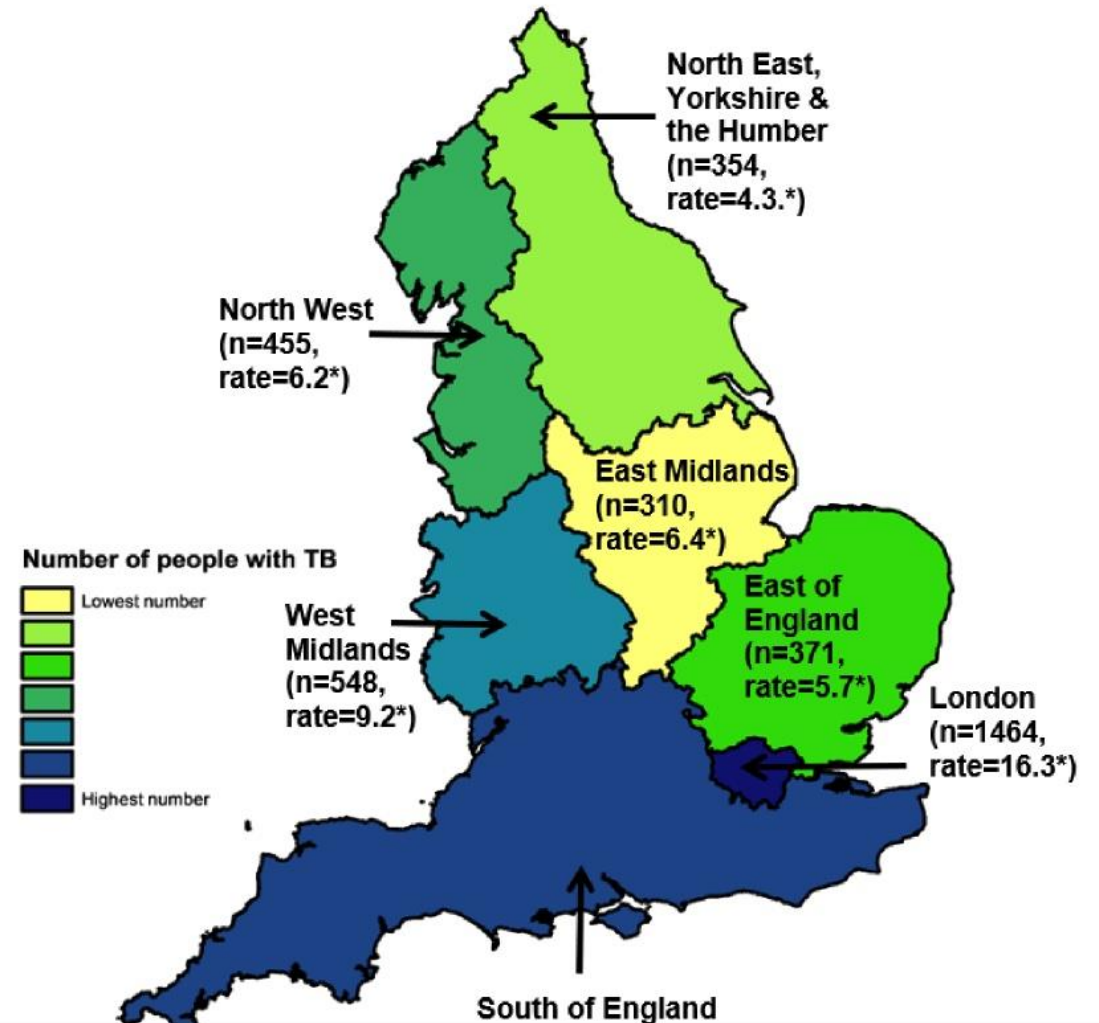 North East,
Yorkshire &
the Humber
(n=354,
rate=4.3.*)
North West
(n=455,
rate=6.2*)
East Midlands
(n=310,
rate=6.4*)
Number of people with TB
Lowest number
Highest number
West
Midlands
(n=548,
rate=9.2*)
East of
England
(n=371,
rate=5.7*)
London
(n=1464,
rate=16.3*)
South of England